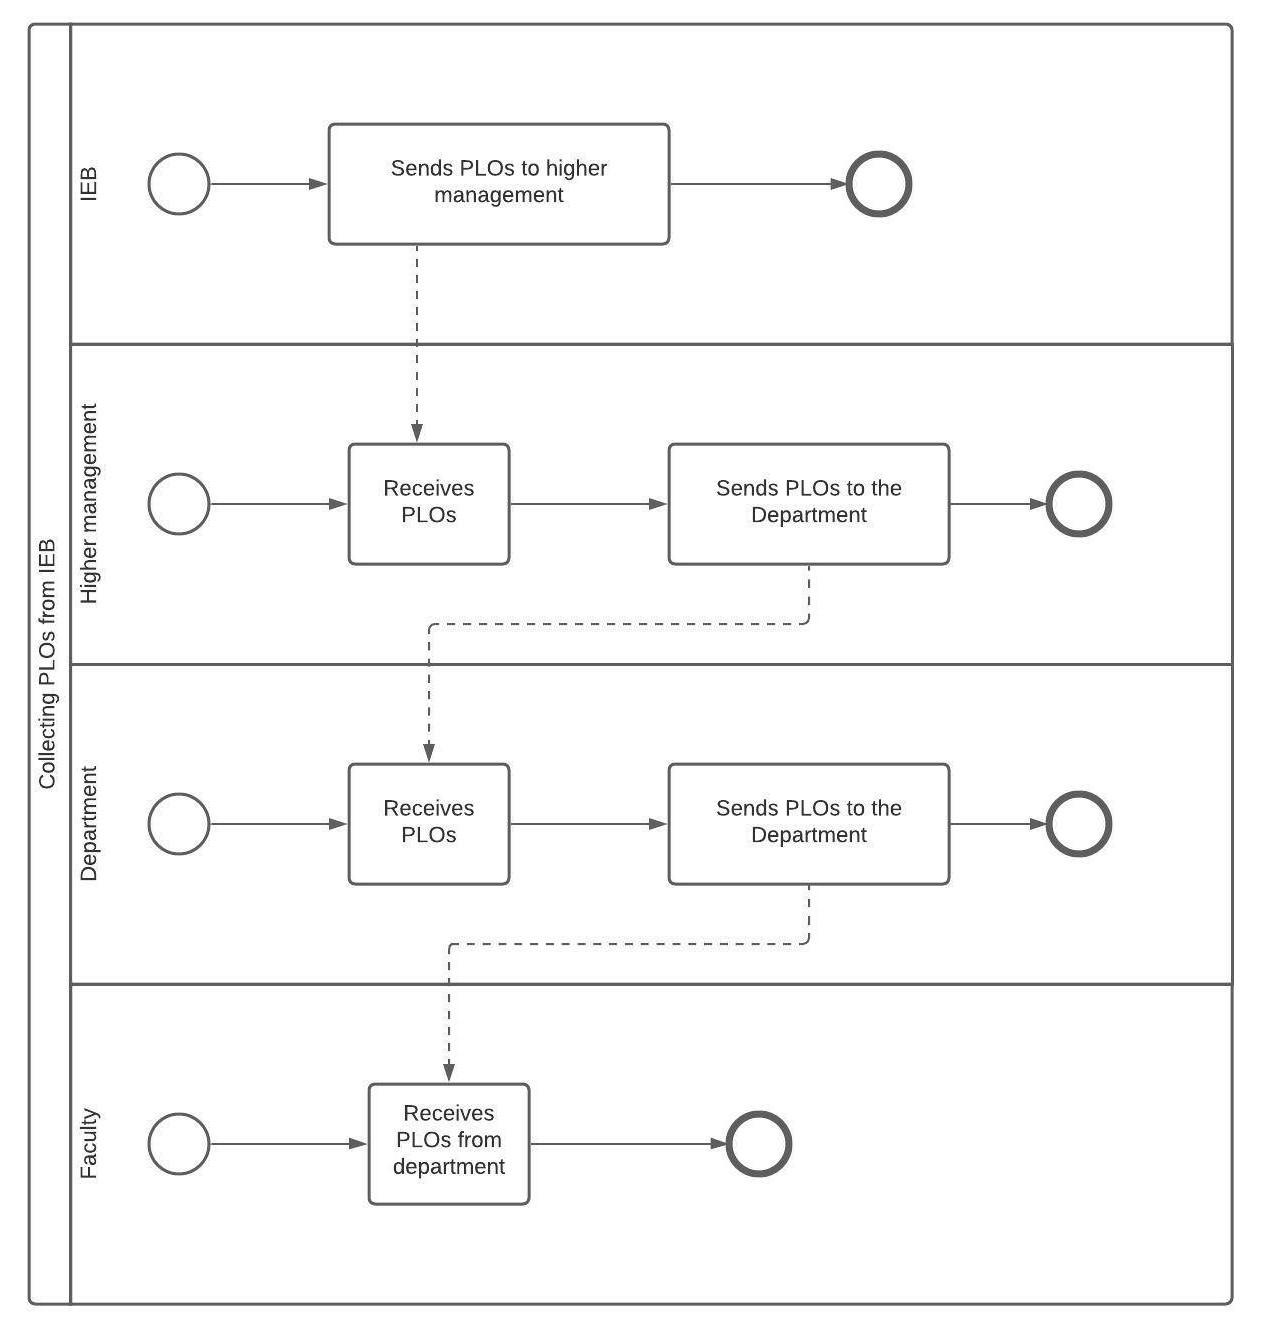 Collecting PLOs from IEB
IEB
Sends PLOs to higher
management
Higher management
Receives
PLOs
Sends PLOs to the
Department
Department
Receives
PLOs
Sends PLOs to the
Department
Faculty
Receives
PLOs from
department